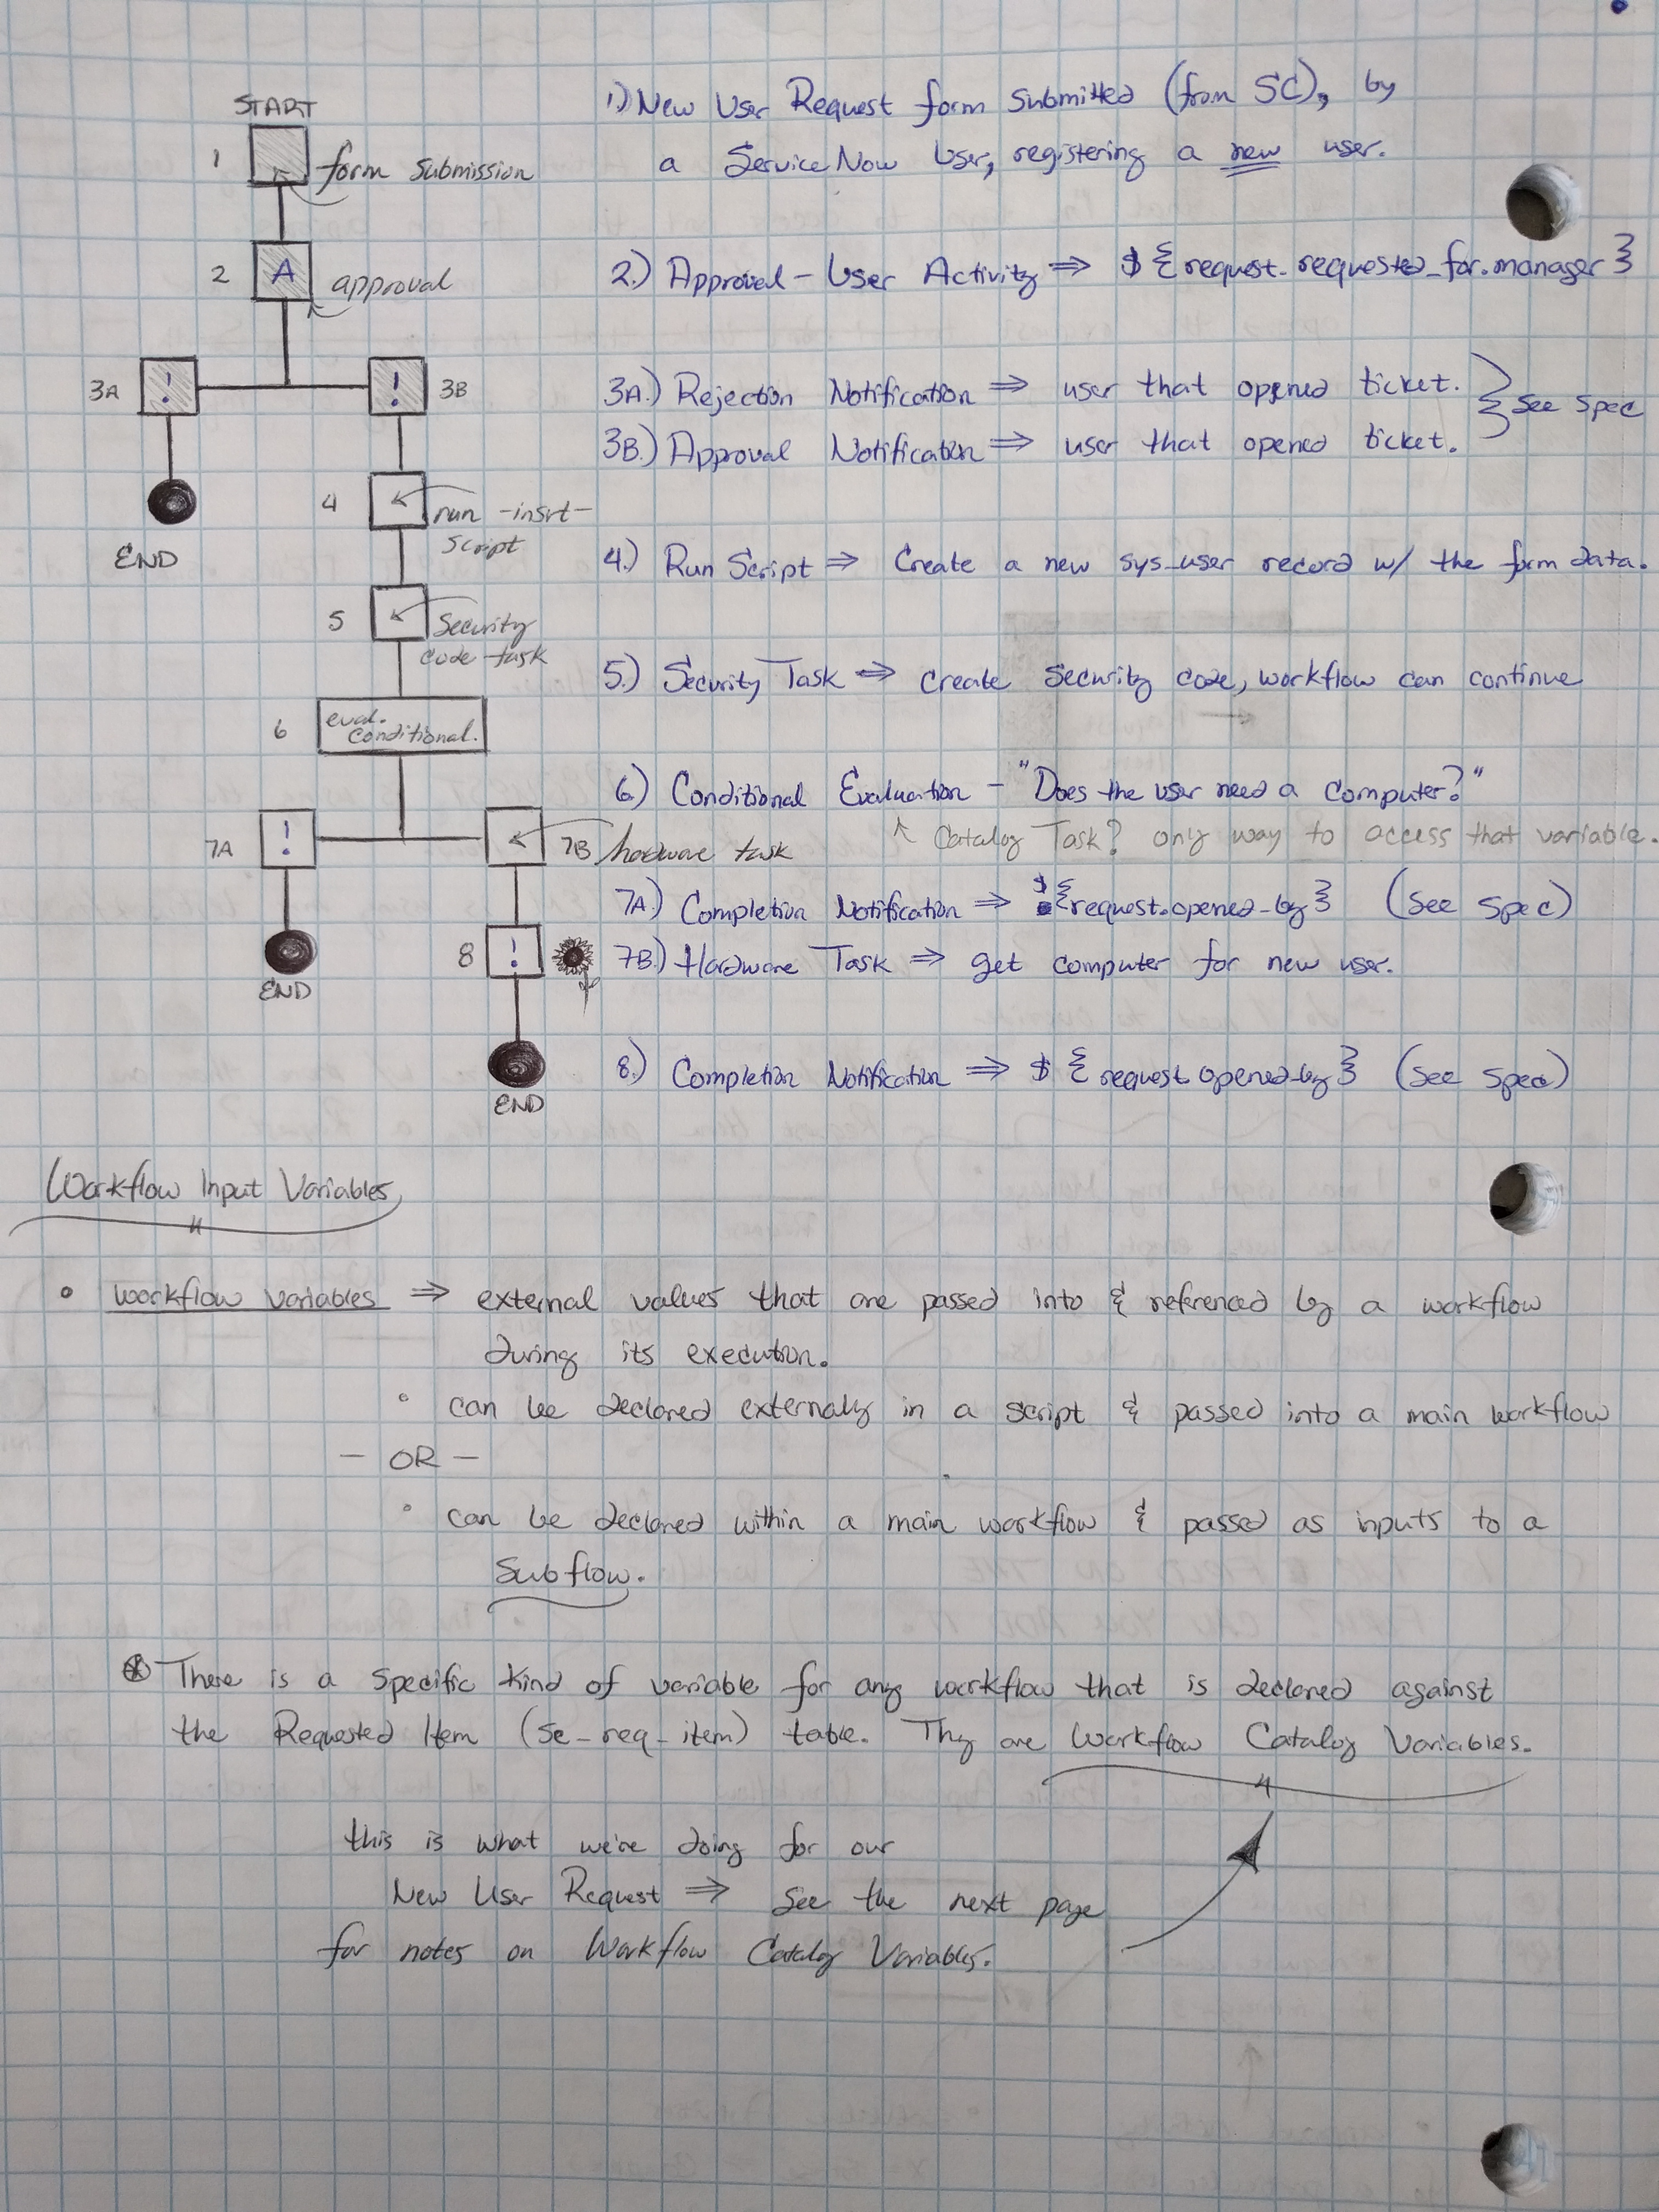 START
1
form submission
2
A
approval
3A
!
!
3B
END
4
run -insrt-
script
5
Security
code task
6
eval.
conditional.
7A
!
7B hardware task
END
8
!
END
1) New User Request form submitted (from SC), by
a ServiceNow User, registering a new user.
2.) Approval - User Activity ⇒ ${request.requested_for.manager}
3A.) Rejection Notification ⇒ user that opened ticket.
3B.) Approval Notification ⇒ user that opened ticket.
} See spec
4.) Run Script ⇒ Create a new sys_user record w/ the form data.
5.) Security Task ⇒ create security code, workflow can continue
6.) Conditional Evaluation - "Does the user need a computer?"
↖ Catalog Task? only way to access that variable.
7A.) Completion Notification ⇒ ${request.opened_by} (See Spec)
7B.) Hardware Task ⇒ get computer for new user.
8.) Completion Notification ⇒ ${request.opened_by} (See Spec)
Workflow Input Variables
• workflow variables ⇒ external values that are passed into & referenced by a workflow
during its execution.
° can be declared externally in a script & passed into a main workflow
— OR —
° can be declared within a main workflow & passed as inputs to a
Subflow.
⊛ There is a specific kind of variable for any workflow that is declared against
the Requested Item (sc_req_item) table. Thy are Workflow Catalog Variables.
this is what we're doing for our
New User Request ⇒ See the next page
for notes on Workflow Catalog Variables.